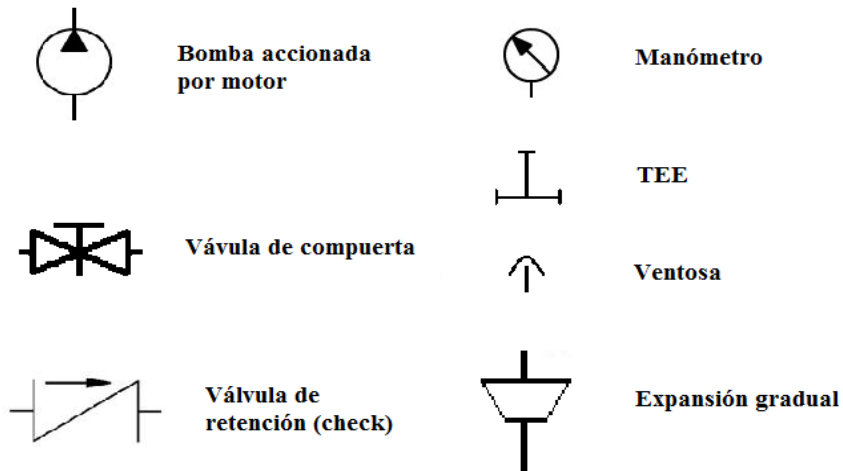 Bomba accionada
por motor
Manómetro
TEE
Vávula de compuerta
Ventosa
Válvula de
retención (check)
Expansión gradual